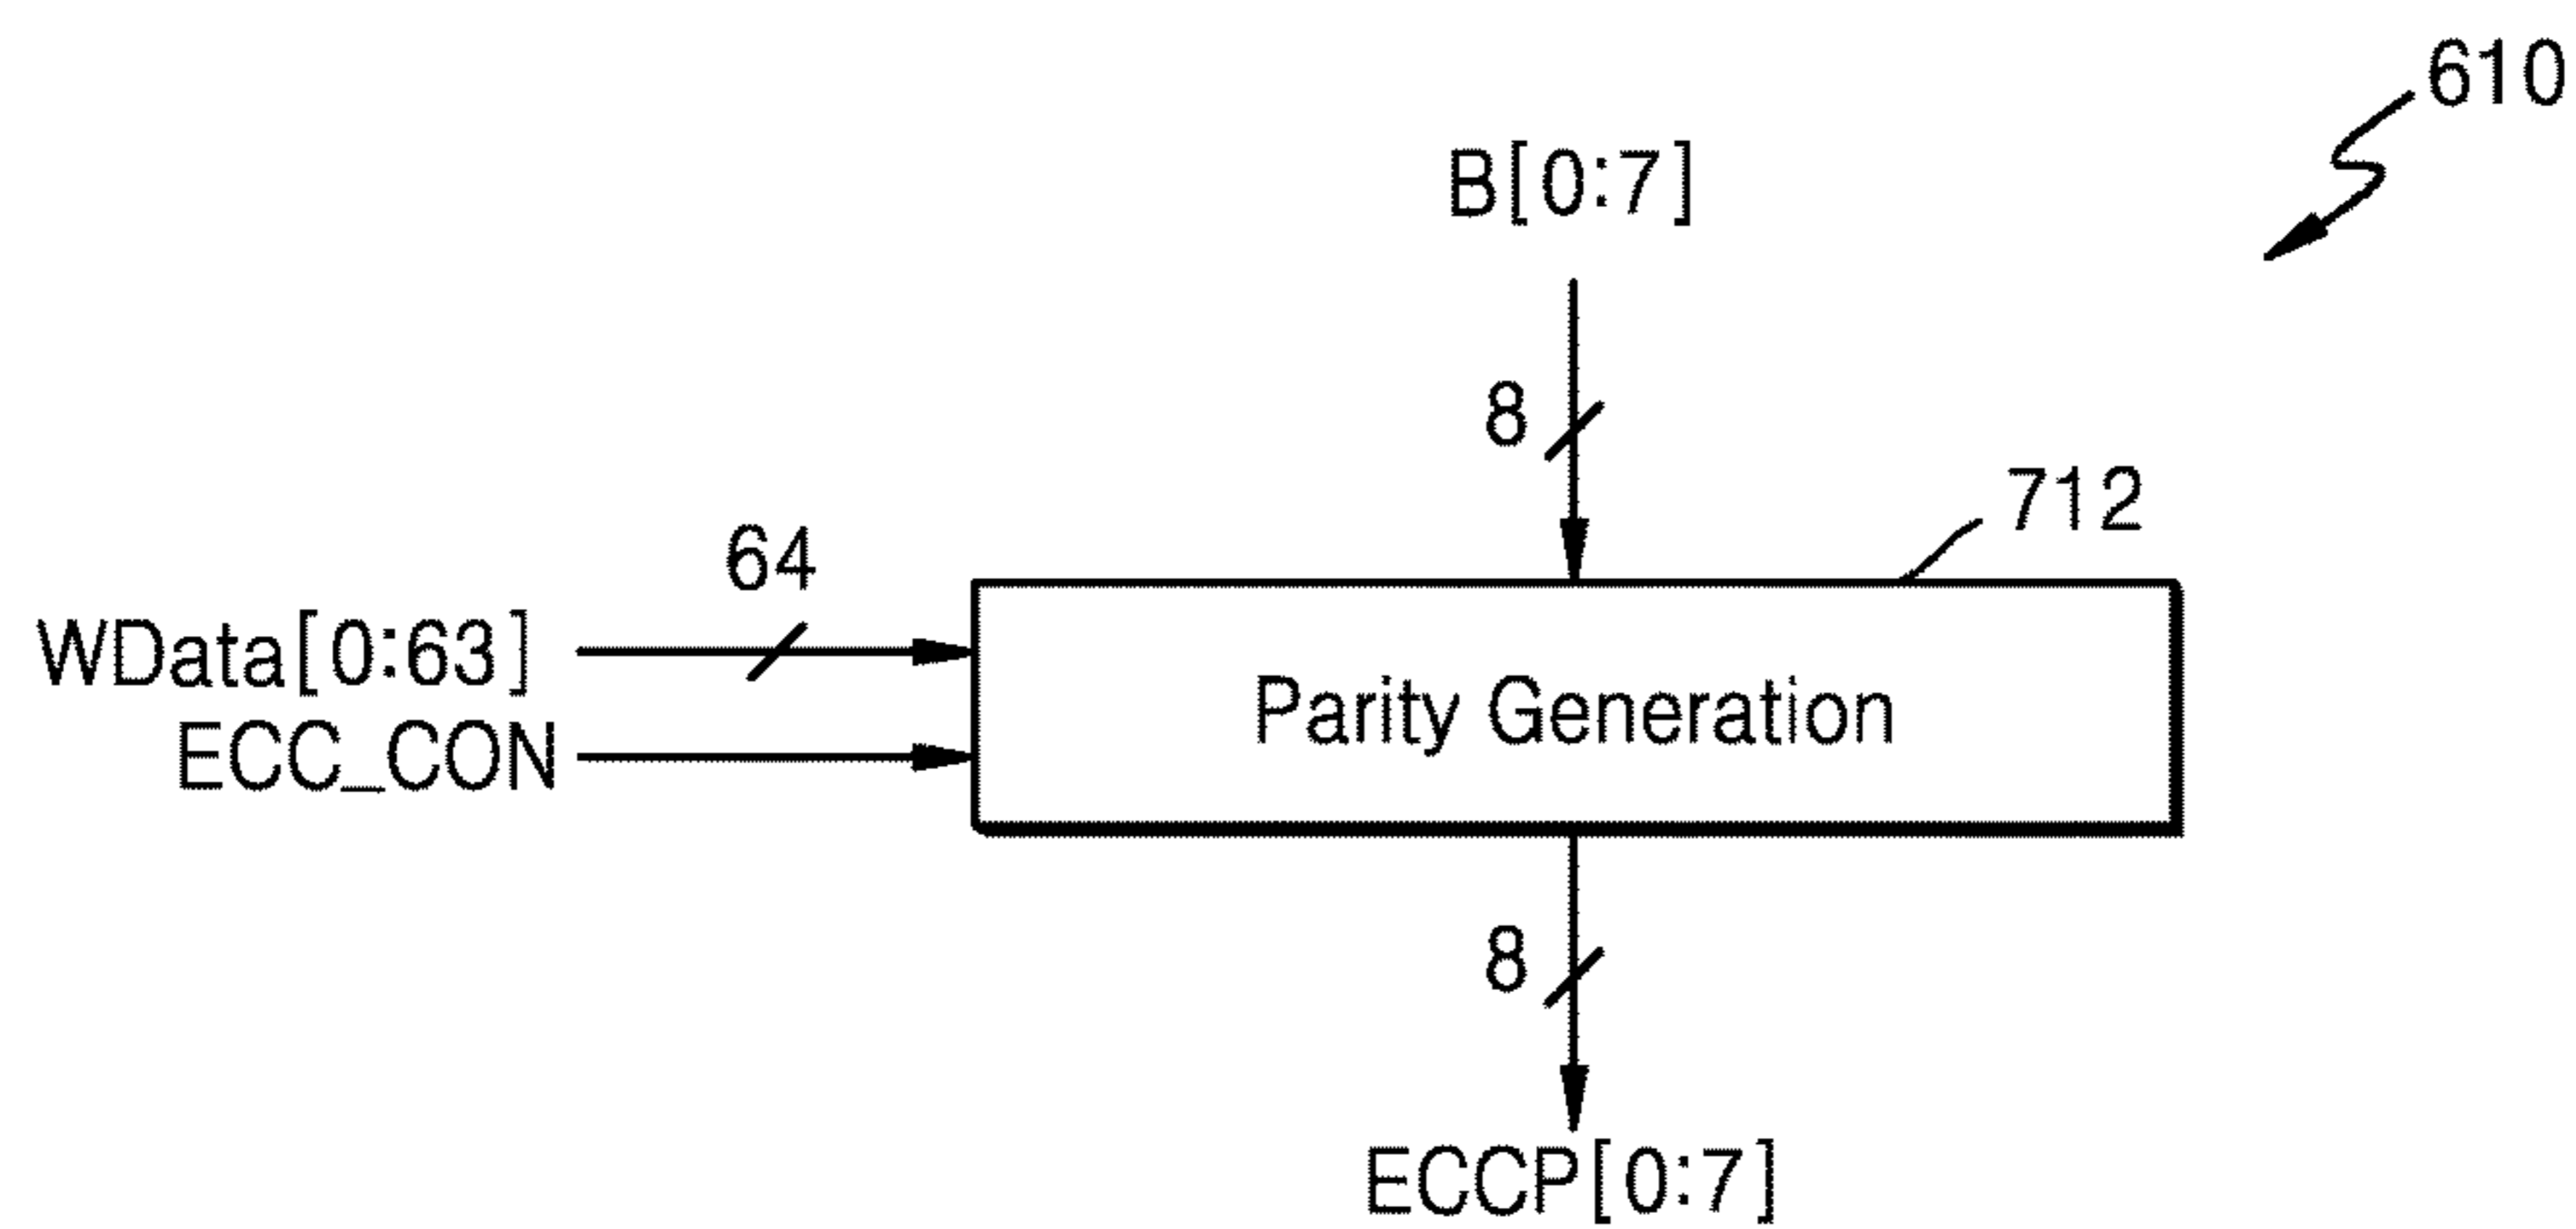 610
B[0:7]
8
712
64
WData[0:63]
ECC_CON
Parity Generation
8
ECCP[0:7]